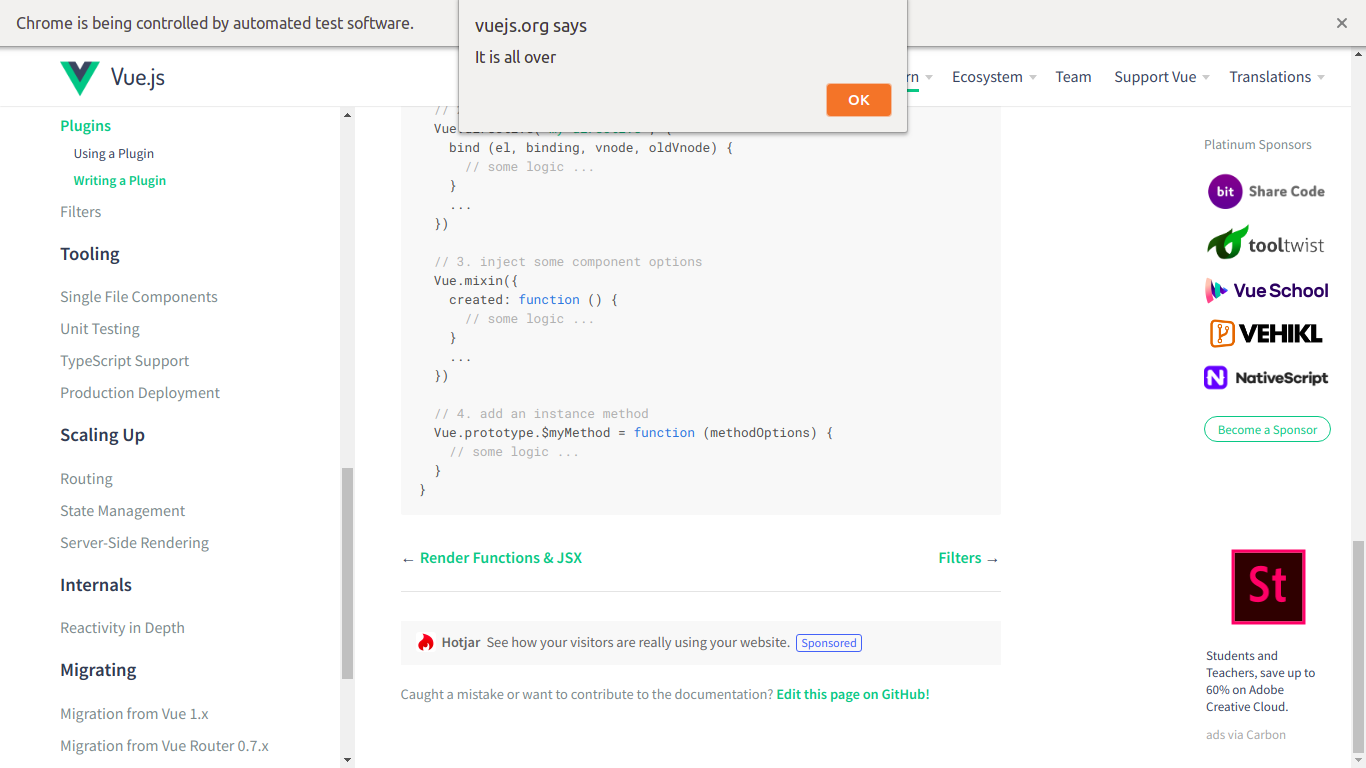 Chrome is being controlled by automated test software.
vuejs.org says
It is all over
OK
Vue.js
Ecosystem
Team
Support Vue
Translations
Plugins
Using a Plugin
Writing a Plugin
Filters
Tooling
Single File Components
Unit Testing
TypeScript Support
Production Deployment
Scaling Up
Routing
State Management
Server-Side Rendering
Internals
Reactivity in Depth
Migrating
Migration from Vue 1.x
Migration from Vue Router 0.7.x
bind (el, binding, vnode, oldVnode) {
// some logic ...
}
...
})
// 3. inject some component options
Vue.mixin({
created: function () {
// some logic ...
}
...
})
// 4. add an instance method
Vue.prototype.$myMethod = function (methodOptions) {
// some logic ...
}
}
← Render Functions & JSX
Filters →
Hotjar See how your visitors are really using your website. Sponsored
Caught a mistake or want to contribute to the documentation? Edit this page on GitHub!
Platinum Sponsors
bit Share Code
tooltwist
Vue School
VEHIKL
NativeScript
Become a Sponsor
St
Students and
Teachers, save up to
60% on Adobe
Creative Cloud.
ads via Carbon